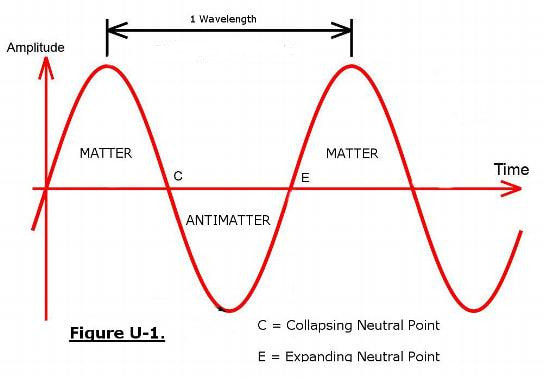 1 Wavelength
Amplitude
MATTER
C
E
MATTER
Time
ANTIMATTER
C = Collapsing Neutral Point
Figure U-1.
E = Expanding Neutral Point